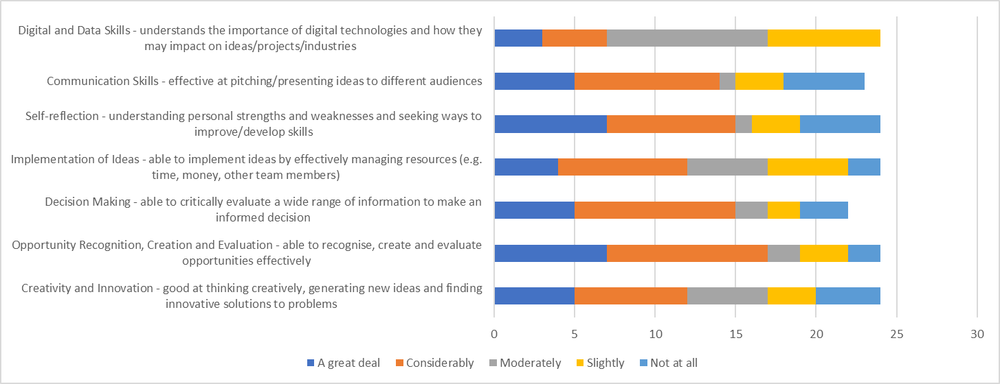 Digital and Data Skills - understands the importance of digital technologies and how they
may impact on ideas/projects/industries
Communication Skills - effective at pitching/presenting ideas to different audiences
Self-reflection - understanding personal strengths and weaknesses and seeking ways to
improve/develop skills
Implementation of Ideas - able to implement ideas by effectively managing resources (e.g.
time, money, other team members)
Decision Making - able to critically evaluate a wide range of information to make an
informed decision
Opportunity Recognition, Creation and Evaluation - able to recognise, create and evaluate
opportunities effectively
Creativity and Innovation - good at thinking creatively, generating new ideas and finding
innovative solutions to problems
0 5 10 15 20 25 30
A great deal Considerably Moderately Slightly Not at all